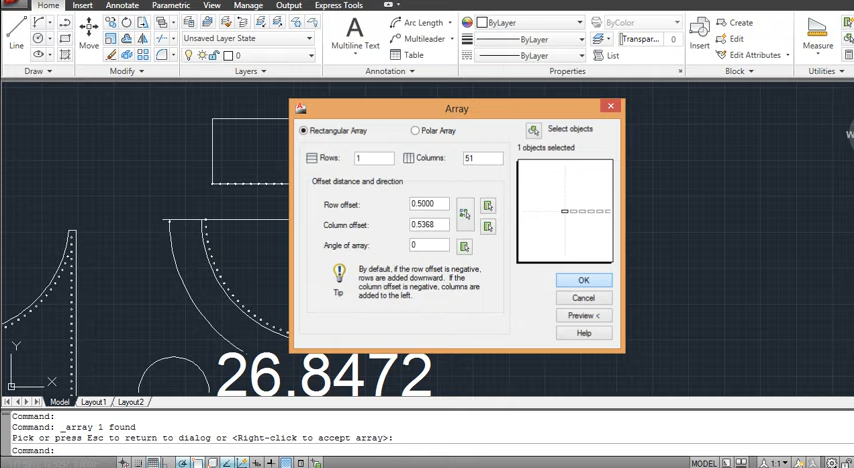 Home Insert Annotate Parametric View Manage Output Express Tools
Line
Move
Unsaved Layer State
0
Multiline Text
Arc Length
Multileader
Table
ByLayer
ByLayer
ByLayer
ByColor
Transpar... 0
List
Insert
Create
Edit
Edit Attributes
Measure
Draw Modify Layers Annotation Properties Block Utilities
Array
Rectangular Array Polar Array Select objects
Rows: 1 Columns: 51 1 objects selected
Offset distance and direction
Row offset: 0.5000
Column offset: 0.5368
Angle of array: 0
Tip
By default, if the row offset is negative,
rows are added downward. If the
column offset is negative, columns are
added to the left.
OK
Cancel
Preview <
Help
W
Y
X
26.8472
Model Layout1 Layout2
Command:
Command: _array 1 found
Pick or press Esc to return to dialog or <Right-click to accept array>:
Command:
MODEL 1:1